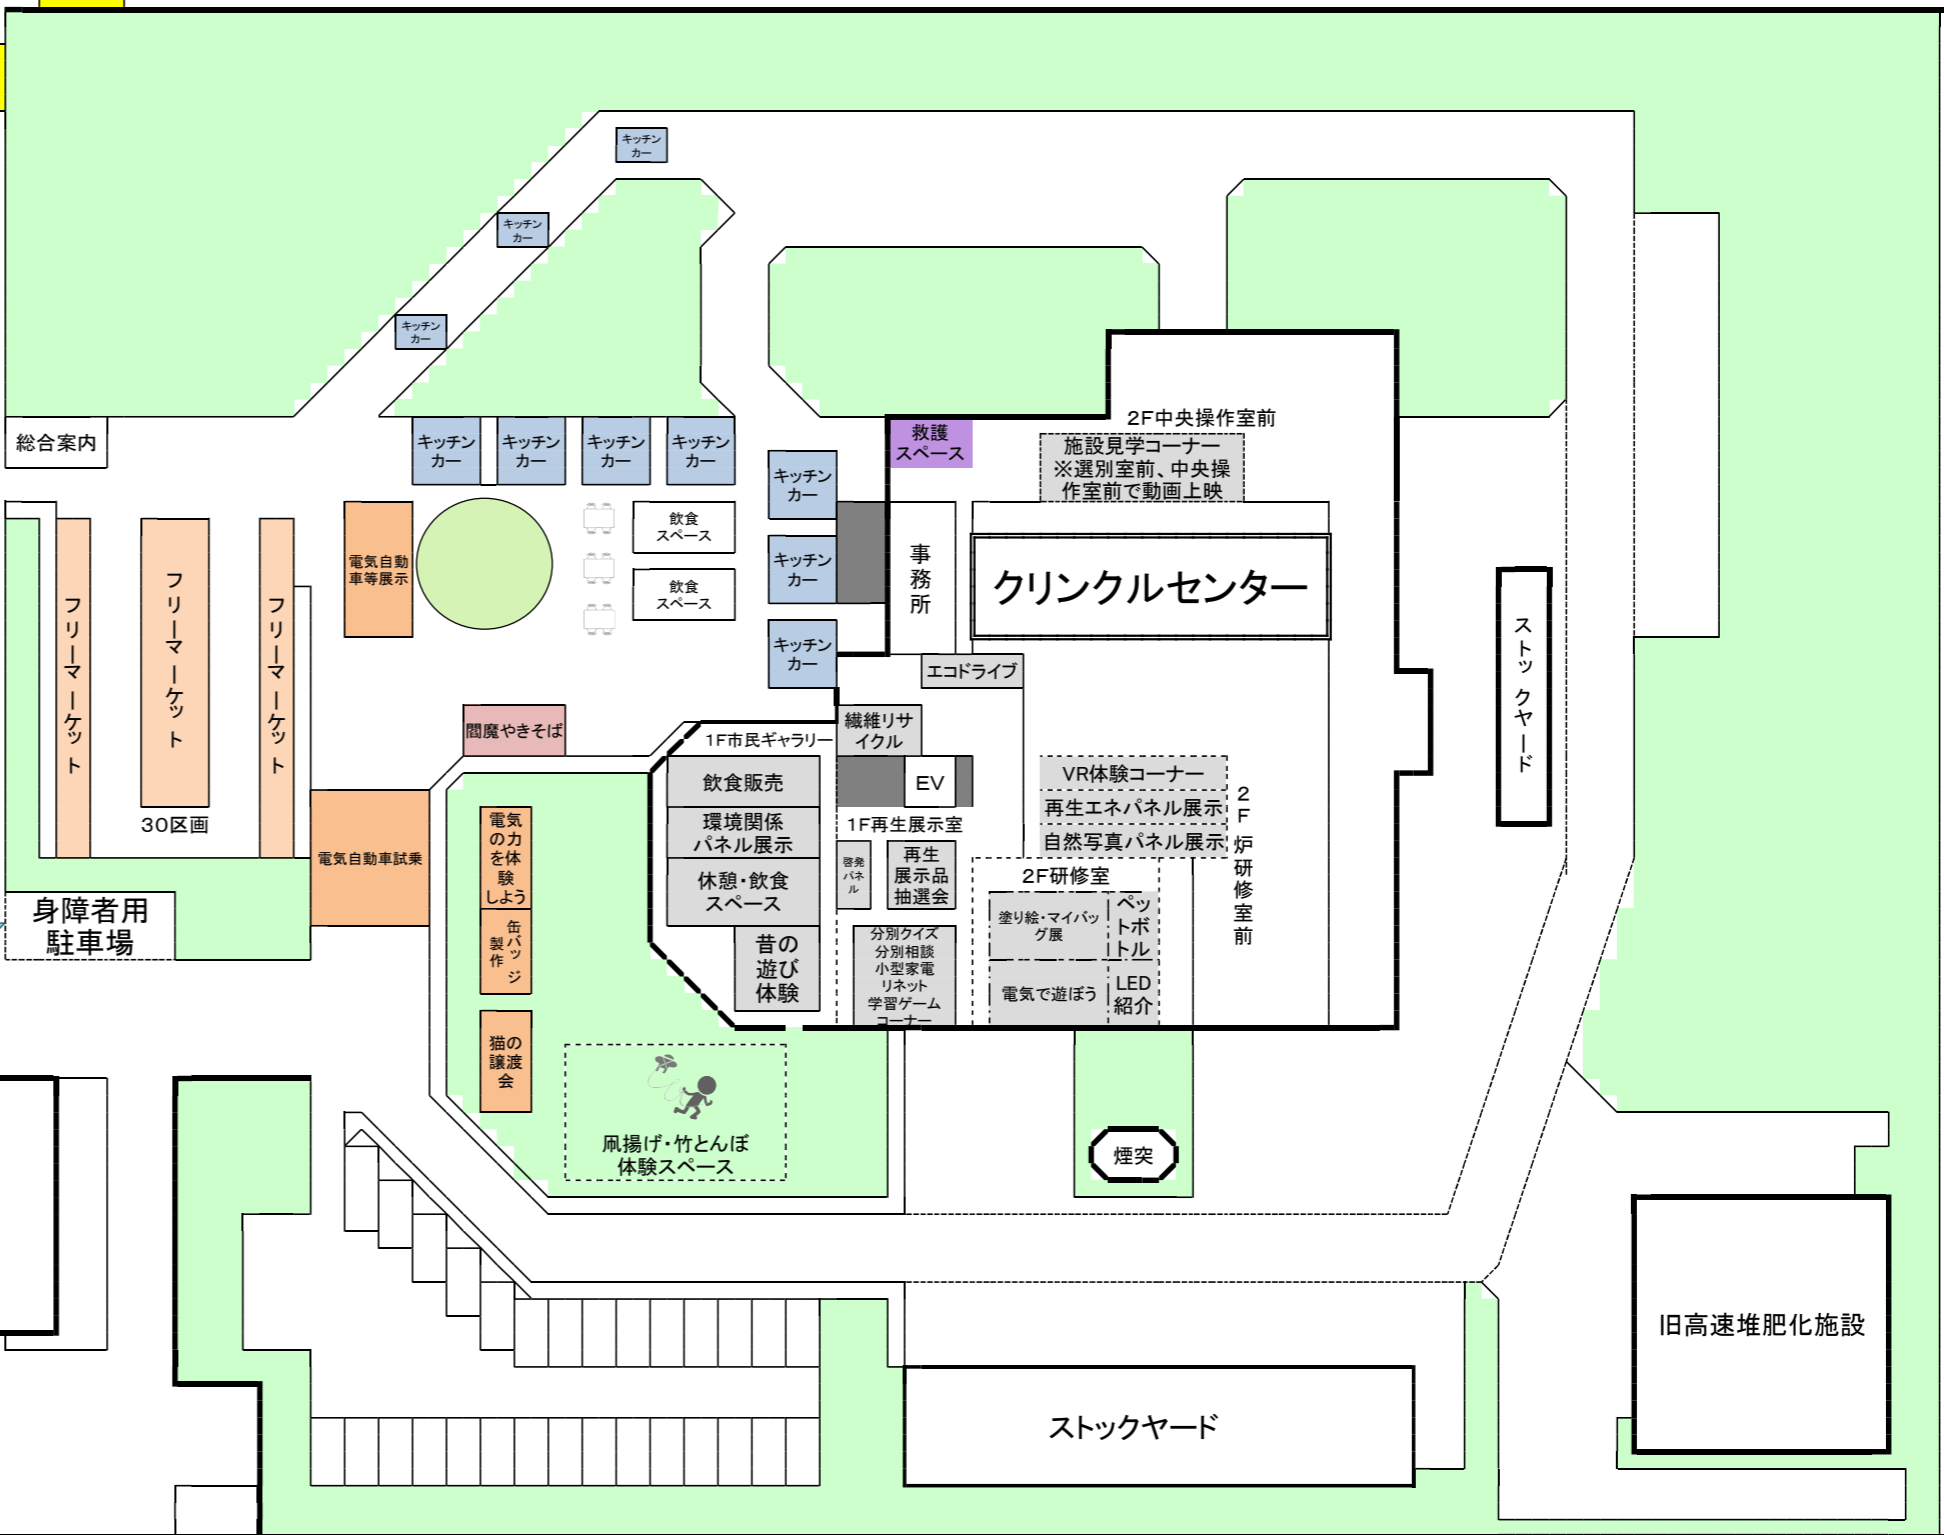 キッチン
カー
キッチン
カー
キッチン
カー
総合案内
キッチン
カー
キッチン
カー
キッチン
カー
キッチン
カー
キッチン
カー
キッチン
カー
キッチン
カー
救護
スペース
2F中央操作室前
施設見学コーナー
※選別室前、中央操
作室前で動画上映
飲食
スペース
飲食
スペース
電気自動
車等展示
フリーマーケット
フリーマーケット
フリーマーケット
30区画
事務所
クリンクルセンター
ストックヤード
エコドライブ
閻魔やきそば
1F市民ギャラリー
繊維リサ
イクル
飲食販売
EV
環境関係
パネル展示
1F再生展示室
休憩・飲食
スペース
啓発
パネ
ル
再生
展示品
抽選会
昔の
遊び
体験
分別クイズ
分別相談
小型家電
リネット
学習ゲーム
コーナー
VR体験コーナー
再生エネパネル展示
自然写真パネル展示
2F炉研修室前
2F研修室
塗り絵・マイバッ
グ展
ペッ
トボ
トル
電気で遊ぼう
LED
紹介
電気自動車試乗
電気
の力
を体
験
しよう
缶バッジ
製作
猫の
譲渡
会
身障者用
駐車場
凧揚げ・竹とんぼ
体験スペース
煙突
旧高速堆肥化施設
ストックヤード